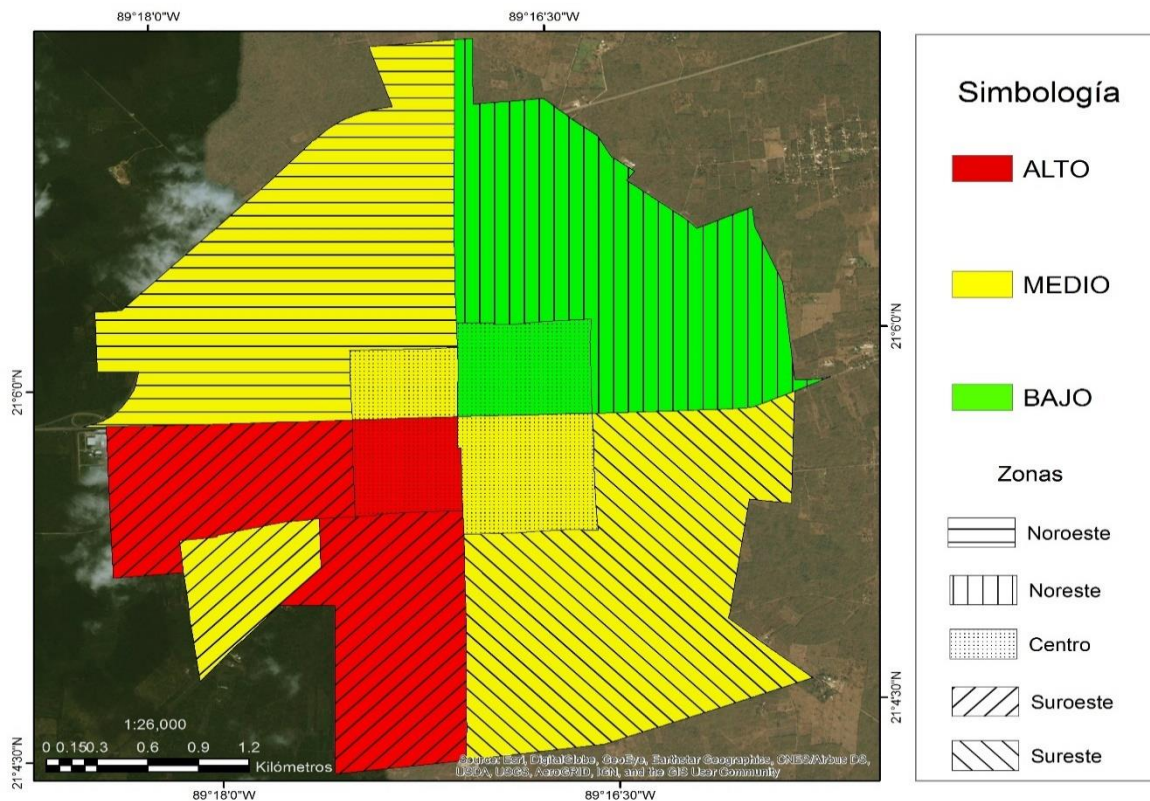 89°18'0"W
89°16'30"W
21°6'0"N
21°4'30"N
21°6'0"N
21°4'30"N
1:26,000
0 0.150.3 0.6 0.9 1.2
Kilómetros
Source: Esri, DigitalGlobe, GeoEye, Earthstar Geographics, CNES/Airbus DS,
USDA, USGS, AeroGRID, IGN, and the GIS User Community
89°18'0"W
89°16'30"W
Simbología
ALTO
MEDIO
BAJO
Zonas
Noroeste
Noreste
Centro
Suroeste
Sureste